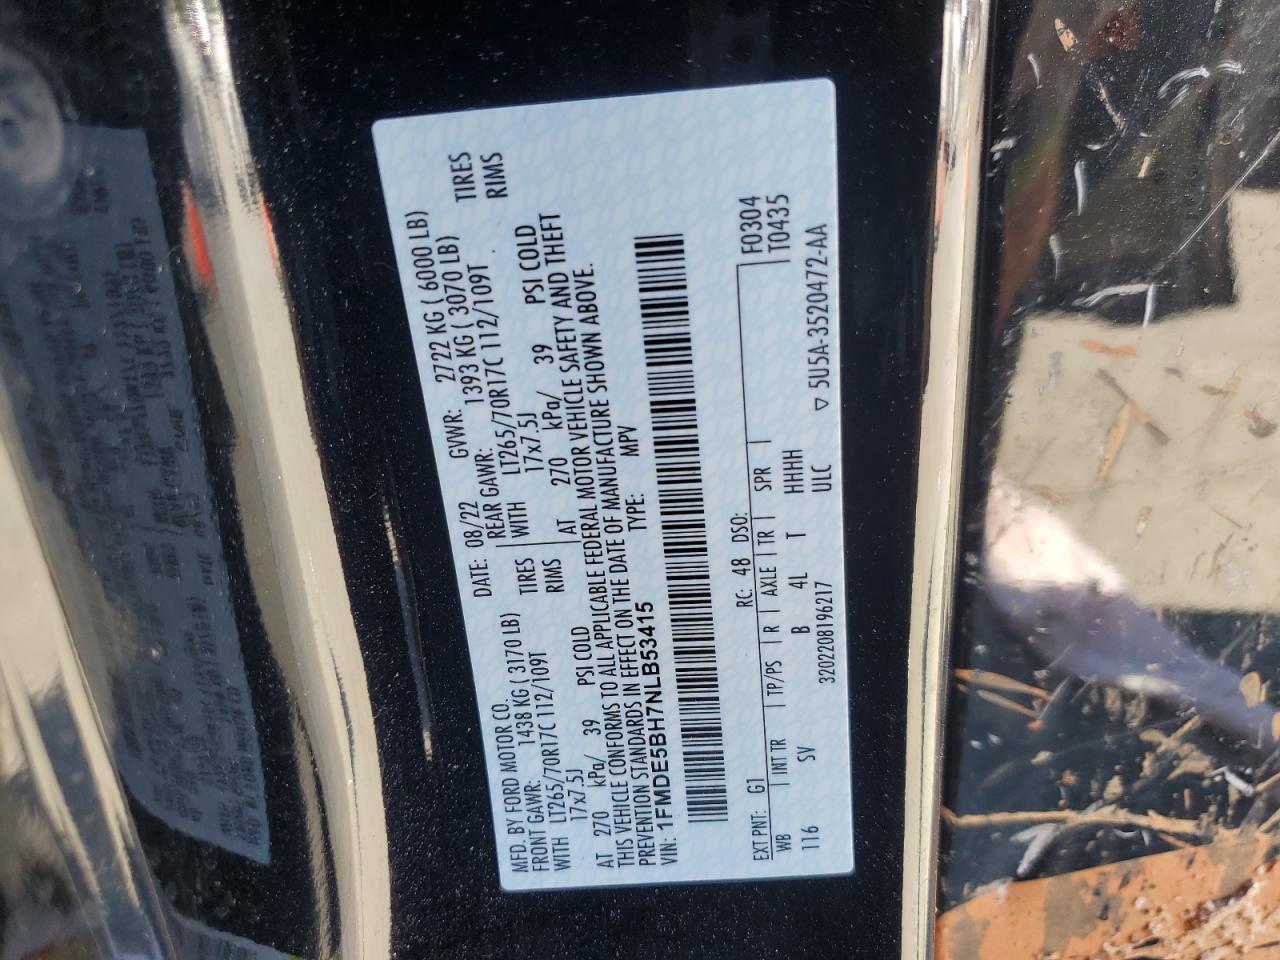 MFD. BY FORD MOTOR CO. DATE: 08/22 GVWR: 2722 KG ( 6000 LB)
FRONT GAWR: 1438 KG ( 3170 LB) REAR GAWR: 1393 KG ( 3070 LB)
WITH LT265/70R17C 112/109T TIRES WITH LT265/70R17C 112/109T TIRES
17x7.5J RIMS 17x7.5J RIMS
AT 270 kPa/ 39 PSI COLD AT 270 kPa/ 39 PSI COLD
THIS VEHICLE CONFORMS TO ALL APPLICABLE FEDERAL MOTOR VEHICLE SAFETY AND THEFT
PREVENTION STANDARDS IN EFFECT ON THE DATE OF MANUFACTURE SHOWN ABOVE.
VIN: 1FMDE5BH7NLB53415 TYPE: MPV
F0304
EXT PNT: G1 RC: 48 DSO: T0435
WB INT TR TP/PS R AXLE TR SPR
116 SV B 4L T HHHH
3202208196217 ULC ▽ 5U5A-3520472-AA